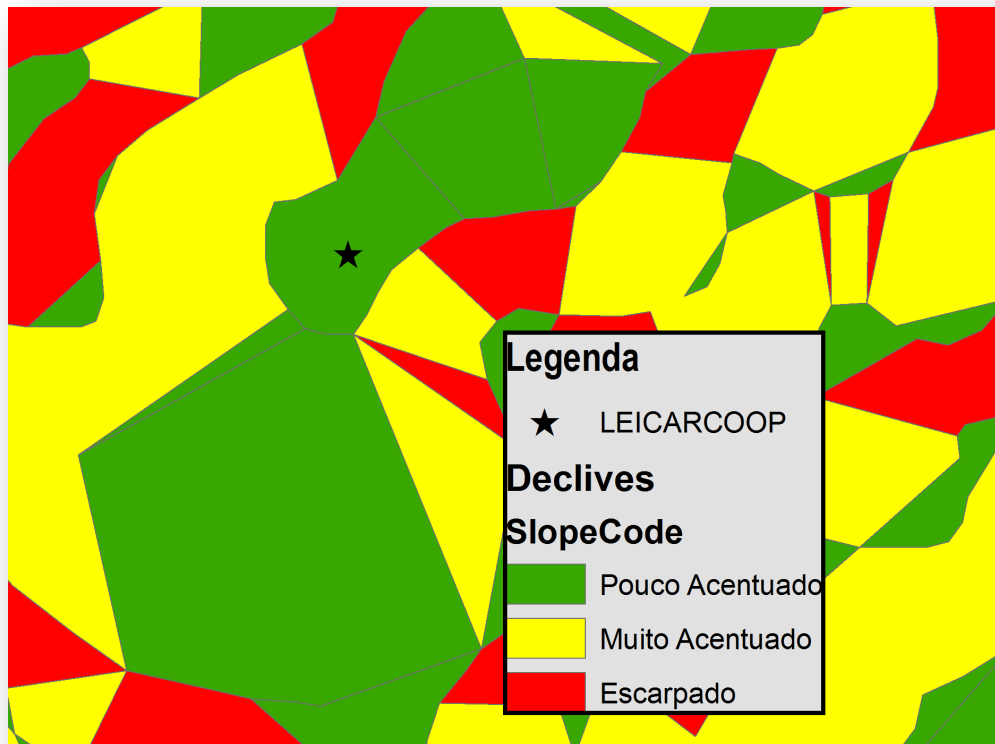 Legenda
LEICARCOOP
Declives
SlopeCode
Pouco Acentuado
Muito Acentuado
Escarpado